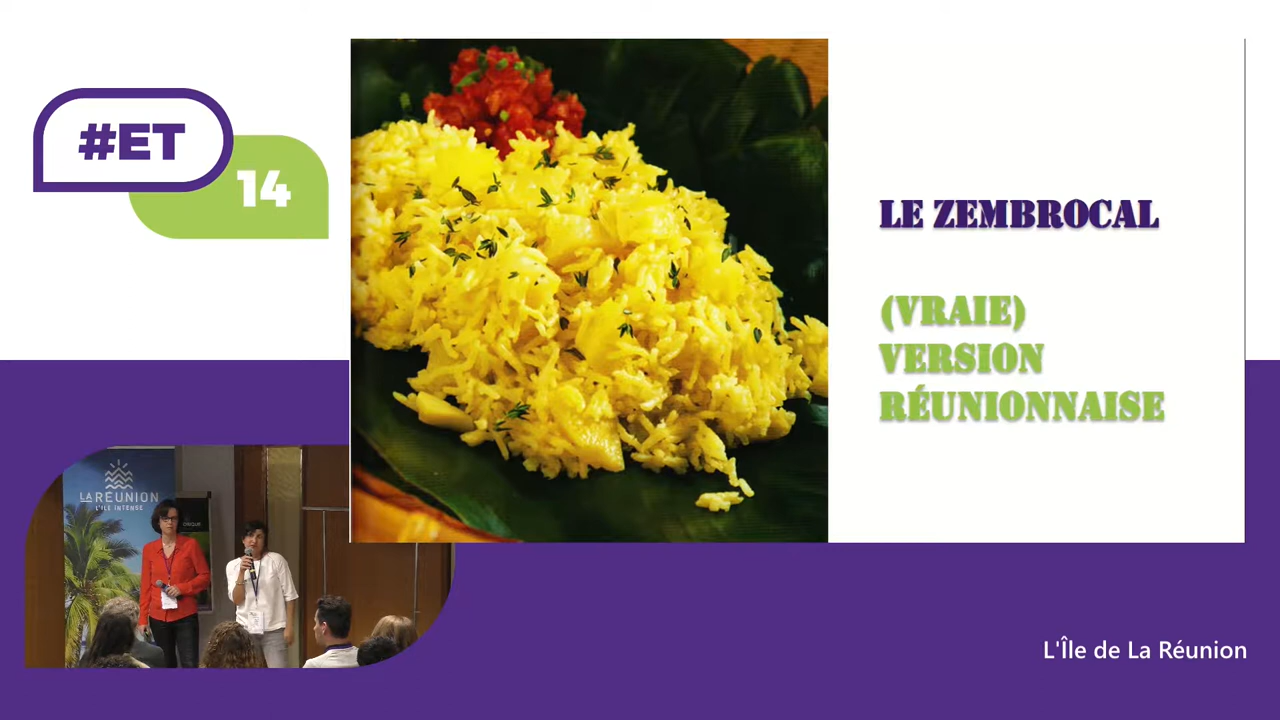 #ET
14
LE ZEMBROCAL
(VRAIE)
VERSION
RÉUNIONNAISE
LA RÉUNION
L'ÎLE INTENSE
L'Île de La Réunion